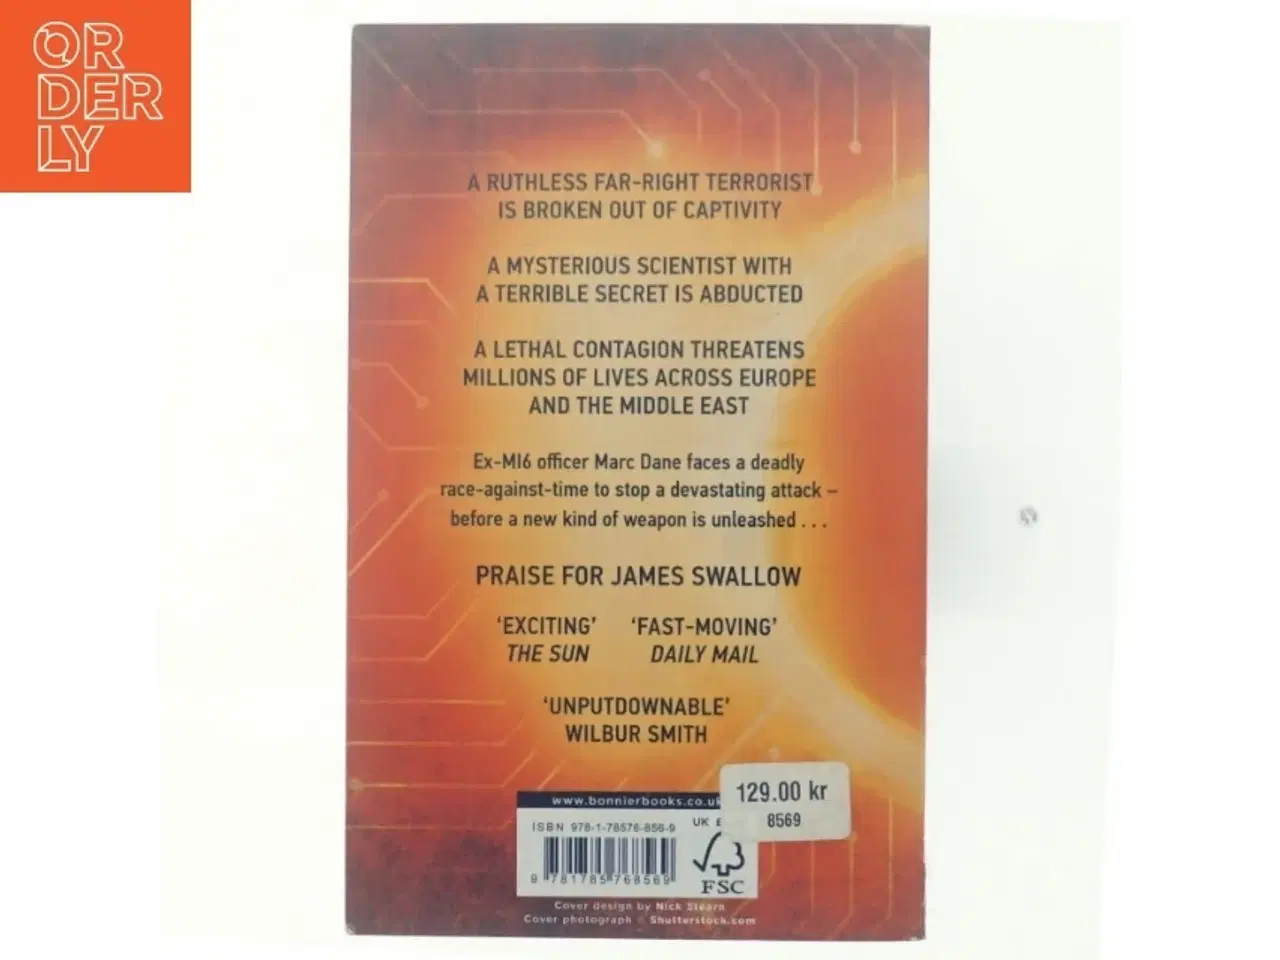 ORDERLY
A RUTHLESS FAR-RIGHT TERRORIST
IS BROKEN OUT OF CAPTIVITY
A MYSTERIOUS SCIENTIST WITH
A TERRIBLE SECRET IS ABDUCTED
A LETHAL CONTAGION THREATENS
MILLIONS OF LIVES ACROSS EUROPE
AND THE MIDDLE EAST
Ex-MI6 officer Marc Dane faces a deadly
race-against-time to stop a devastating attack –
before a new kind of weapon is unleashed . . .
PRAISE FOR JAMES SWALLOW
‘EXCITING’ ‘FAST-MOVING’
THE SUN DAILY MAIL
‘UNPUTDOWNABLE’
WILBUR SMITH
www.bonnierbooks.co.uk
129.00 kr
8569
ISBN 978-1-78576-856-9 UK
9 781785 768569
FSC
Cover design by Nick Stearn
Cover photograph © Shutterstock.com